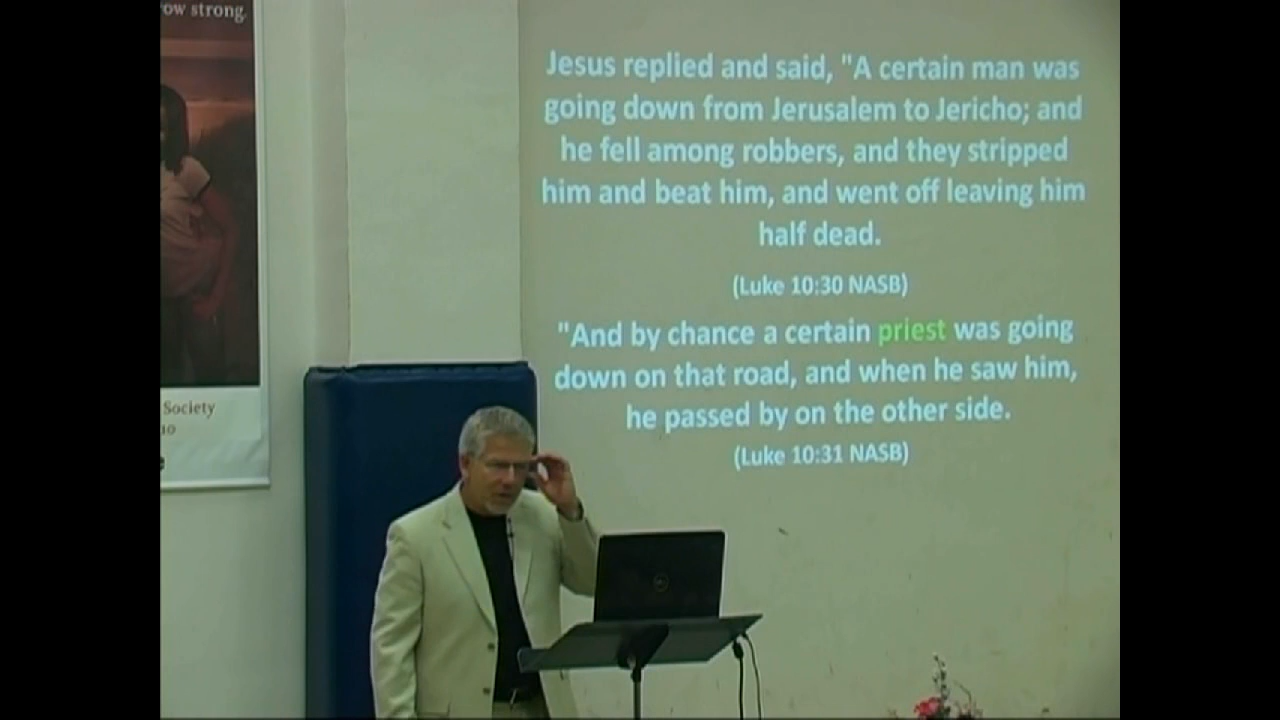 ow strong.
Society
Jesus replied and said, "A certain man was
going down from Jerusalem to Jericho; and
he fell among robbers, and they stripped
him and beat him, and went off leaving him
half dead.
(Luke 10:30 NASB)
"And by chance a certain priest was going
down on that road, and when he saw him,
he passed by on the other side.
(Luke 10:31 NASB)